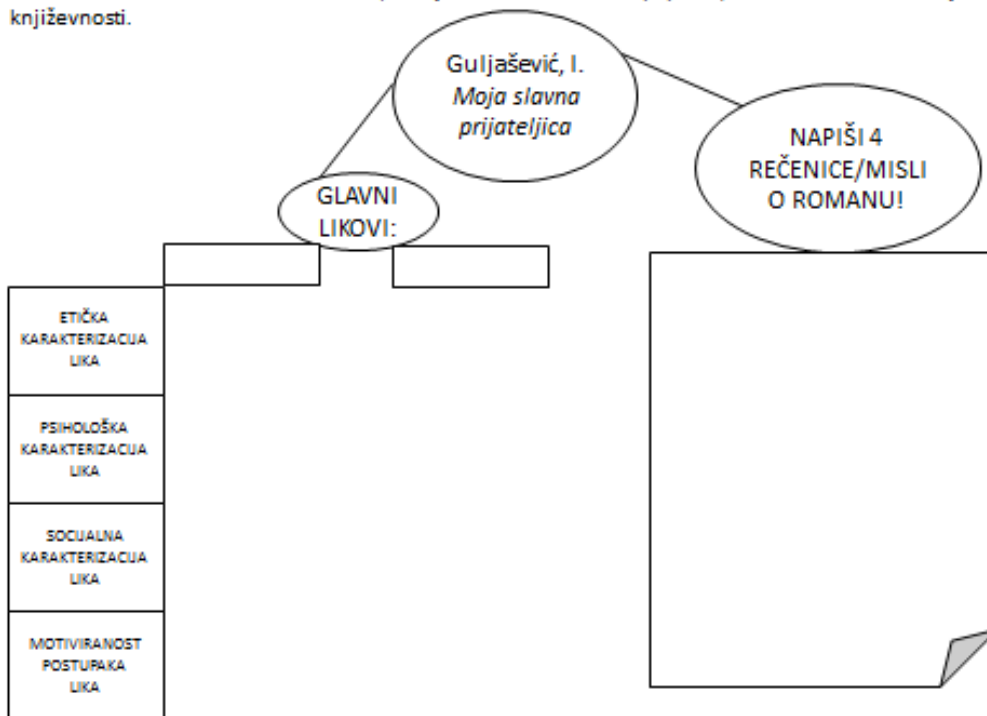 književnosti.
Guljašević, I.
Moja slavna
prijateljica
NAPIŠI 4
REČENICE/MISLI
O ROMANU!
GLAVNI
LIKOVI:
ETIČKA
KARAKTERIZACIJA
LIKA
PSIHOLOŠKA
KARAKTERIZACIJA
LIKA
SOCIJALNA
KARAKTERIZACIJA
LIKA
MOTIVIRANOST
POSTUPAKA
LIKA